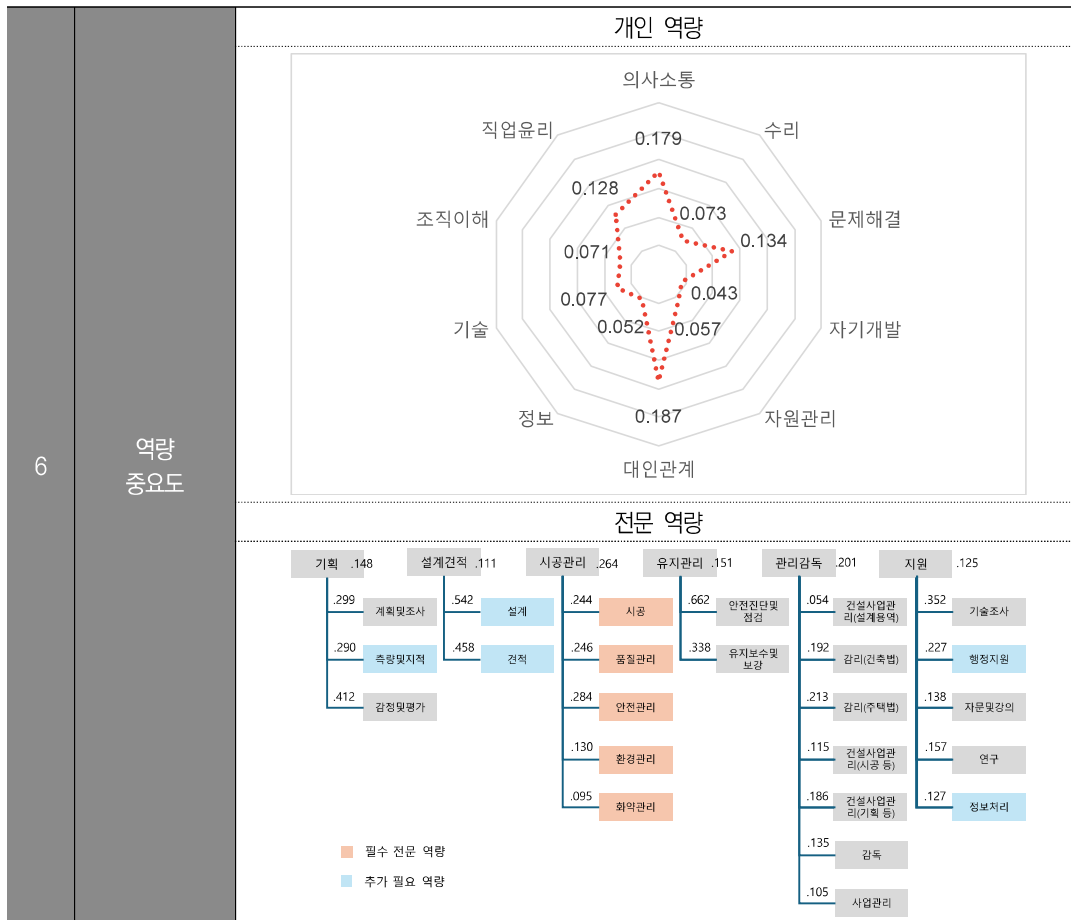 6
역량
중요도
개인 역량
의사소통
직업윤리
수리
0.179
0.128
0.073
조직이해
문제해결
0.134
0.071
0.077
0.043
기술
0.052
0.057
자기개발
정보
0.187
자원관리
대인관계
전문 역량
기획 .148
.299 계획및조사
.290 측량및지적
.412 감정및평가
설계견적 .111
.542 설계
.458 견적
시공관리 .264
.244 시공
.246 품질관리
.284 안전관리
.130 환경관리
.095 화약관리
유지관리 .151
.662 안전진단및
점검
.338 유지보수및
보강
관리감독 .201
.054 건설사업관
리(설계용역)
.192 감리(건축법)
.213 감리(주택법)
.115 건설사업관
리(시공 등)
.186 건설사업관
리(기획 등)
.135 감독
.105 사업관리
지원 .125
.352 기술조사
.227 행정지원
.138 자문및강의
.157 연구
.127 정보처리
필수 전문 역량
추가 필요 역량